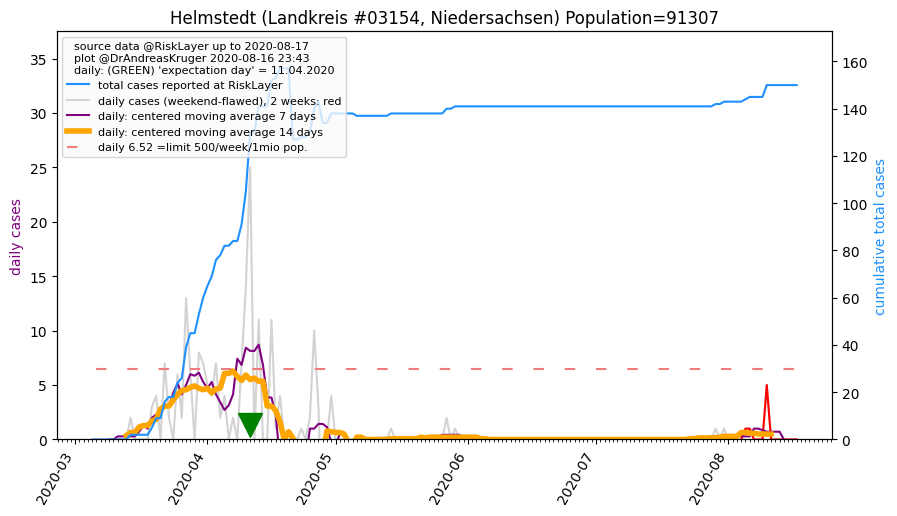 Helmstedt (Landkreis #03154, Niedersachsen) Population=91307
source data @RiskLayer up to 2020-08-17
plot @DrAndreasKruger 2020-08-16 23:43
daily: (GREEN) 'expectation day' = 11.04.2020
total cases reported at RiskLayer
daily cases (weekend-flawed), 2 weeks: red
daily: centered moving average 7 days
daily: centered moving average 14 days
daily 6.52 =limit 500/week/1mio pop.
daily cases
35
30
25
20
15
10
5
0
cumulative total cases
160
140
120
100
80
60
40
20
0
2020-03
2020-04
2020-05
2020-06
2020-07
2020-08